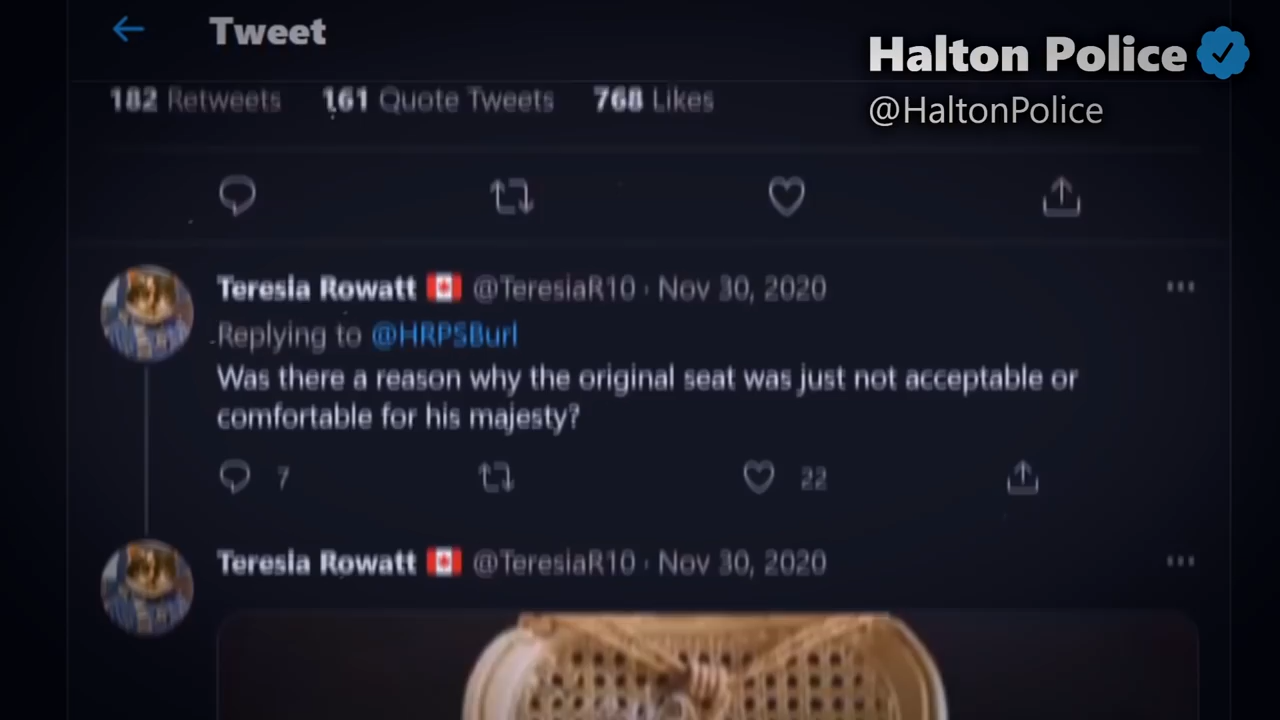 Tweet
Halton Police
@HaltonPolice
182 Retweets 161 Quote Tweets 768 Likes
Teresia Rowatt @TeresiaR10 · Nov 30, 2020
Replying to @HRPSBurl
Was there a reason why the original seat was just not acceptable or
comfortable for his majesty?
7 22
Teresia Rowatt @TeresiaR10 · Nov 30, 2020